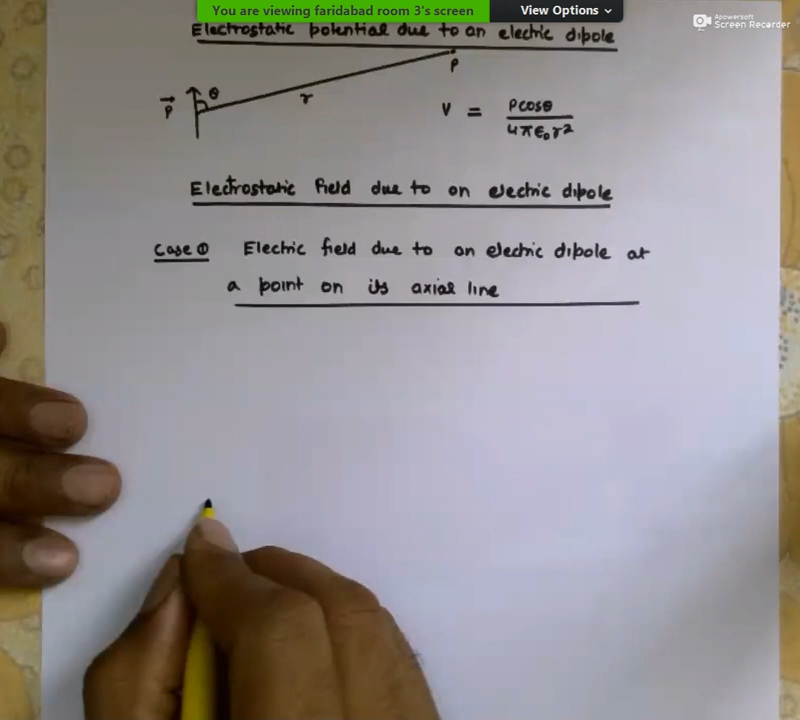 You are viewing faridabad room 3's screen
View Options
Apowersoft
Screen Recorder
Electrostatic potential due to an electric dipole
P
θ
r
p⃗
V = pcosθ / 4πε₀r²
Electrostatic field due to an electric dipole
Case ① Electric field due to an electric dipole at
a point on its axial line